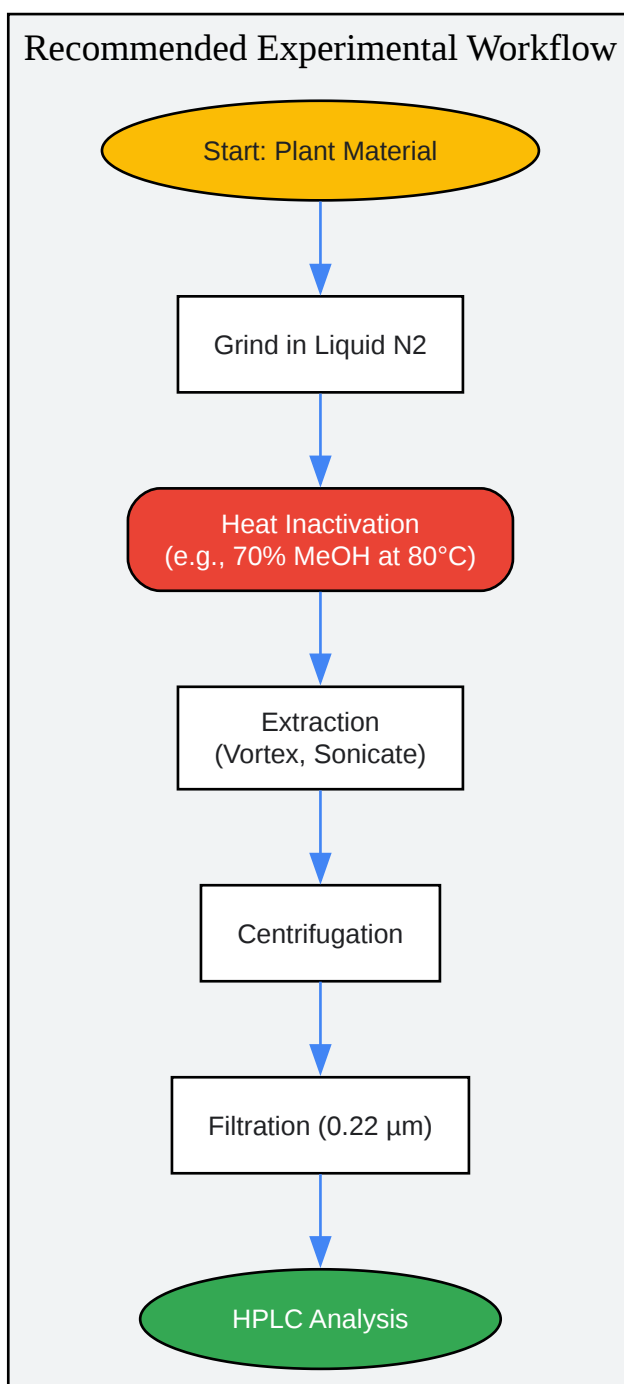 Recommended Experimental Workflow
Start: Plant Material
Grind in Liquid N2
Heat Inactivation
(e.g., 70% MeOH at 80°C)
Extraction
(Vortex, Sonicate)
Centrifugation
Filtration (0.22 µm)
HPLC Analysis